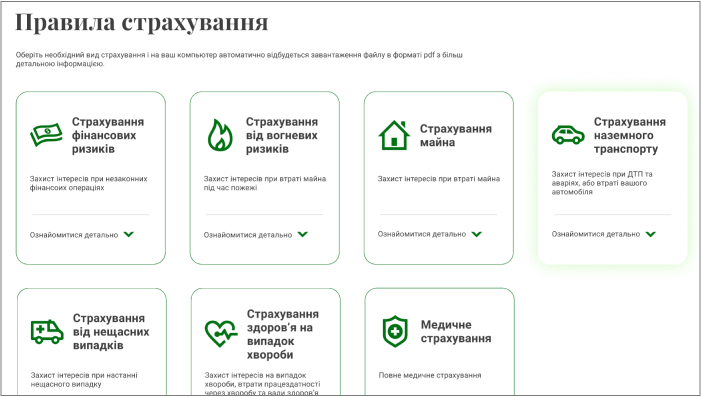 Правила страхування
Оберіть необхідний вид страхування і на ваш компьютер автоматично відбудеться завантаження файлу в форматі pdf з більш
детальною інформацією.
Страхування
фінансових
ризиків
Захист інтересів при незаконних
фінансоих операціях
Ознайомитися детально
Страхування
від вогневих
ризиків
Захист інтересів при втраті майна
під час пожежі
Ознайомитися детально
Страхування
майна
Захист інтересів при втраті майна
Ознайомитися детально
Страхування
наземного
транспорту
Захист інтересів при ДТП та
аваріях, або втраті вашого
автомобіля
Ознайомитися детально
Страхування
від нещасних
випадків
Захист інтересів при настанні
нещасного випадку
Страхування
здоров’я на
випадок
хвороби
Захист інтересів на випадок
хвороби, втрати працездатності
через хворобу та вади здоров'я
Медичне
страхування
Повне медичне страхування